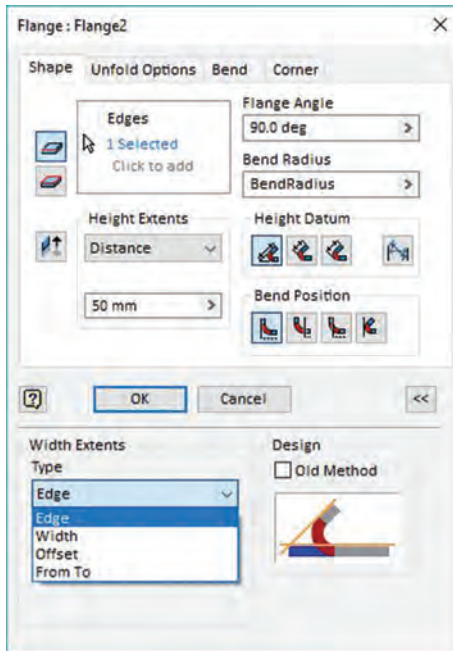 Flange : Flange2
Shape
Unfold Options
Bend
Corner
Edges
1 Selected
Click to add
Flange Angle
90.0 deg
>
Bend Radius
BendRadius
>
Height Extents
Distance
50 mm
>
Height Datum
Bend Position
?
OK
Cancel
<<
Width Extents
Type
Edge
Edge
Width
Offset
From To
Design
Old Method